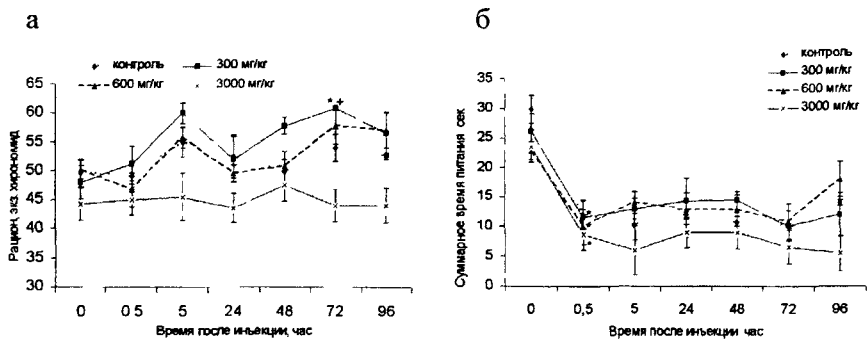 а
контроль 300 мг/кг
600 мг/кг 3000 мг/кг
Рацион, экз. хирономид
65
60
55
50
45
40
35
30
* +
0 0 5 5 24 48 72 96
Время после инъекции, час
б
контроль
300 мг/кг
600 мг/кг
3000 мг/кг
Суммарное время питания сек
35
30
25
20
15
10
5
0
0 0,5 5 24 48 72 96
Время после инъекции час